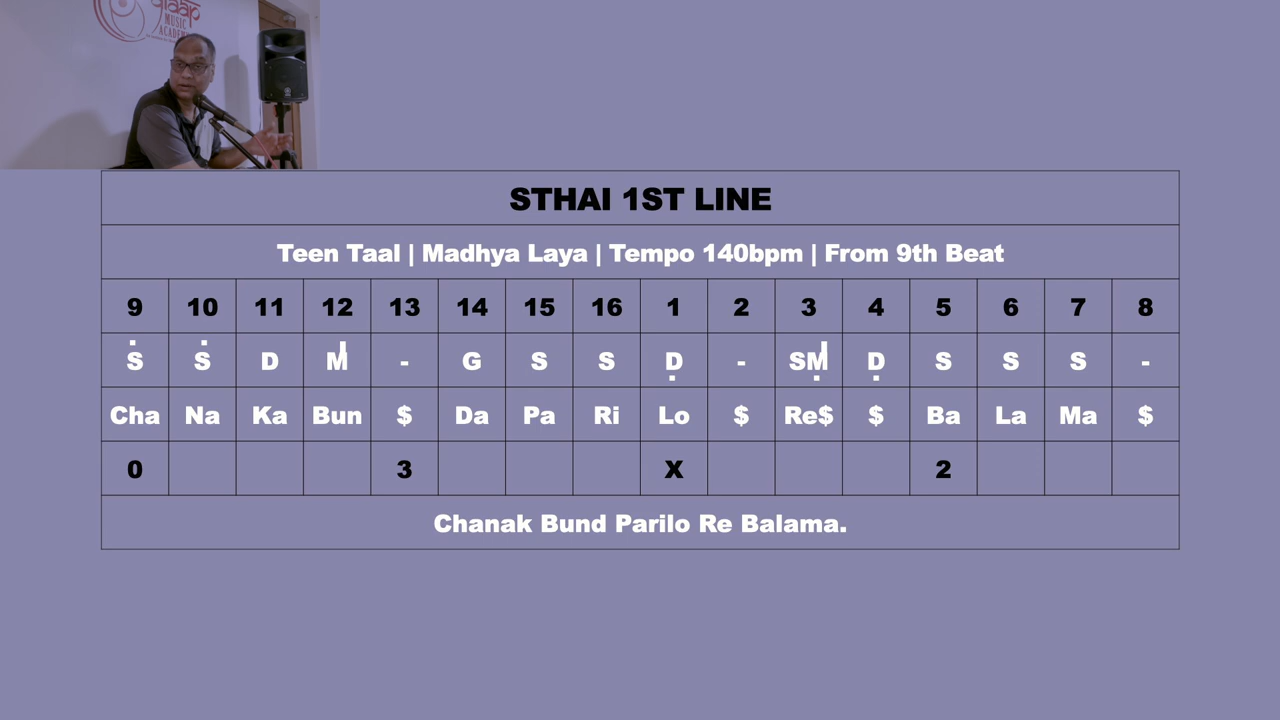 MUSIC
STHAI 1ST LINE
Teen Taal | Madhya Laya | Tempo 140bpm | From 9th Beat
9 10 11 12 13 14 15 16 1 2 3 4 5 6 7 8
Ṡ Ṡ D M̍ - G S S Ḍ - SṂ̍ Ḍ S S S -
Cha Na Ka Bun $ Da Pa Ri Lo $ Re$ $ Ba La Ma $
0 3 X 2
Chanak Bund Parilo Re Balama.